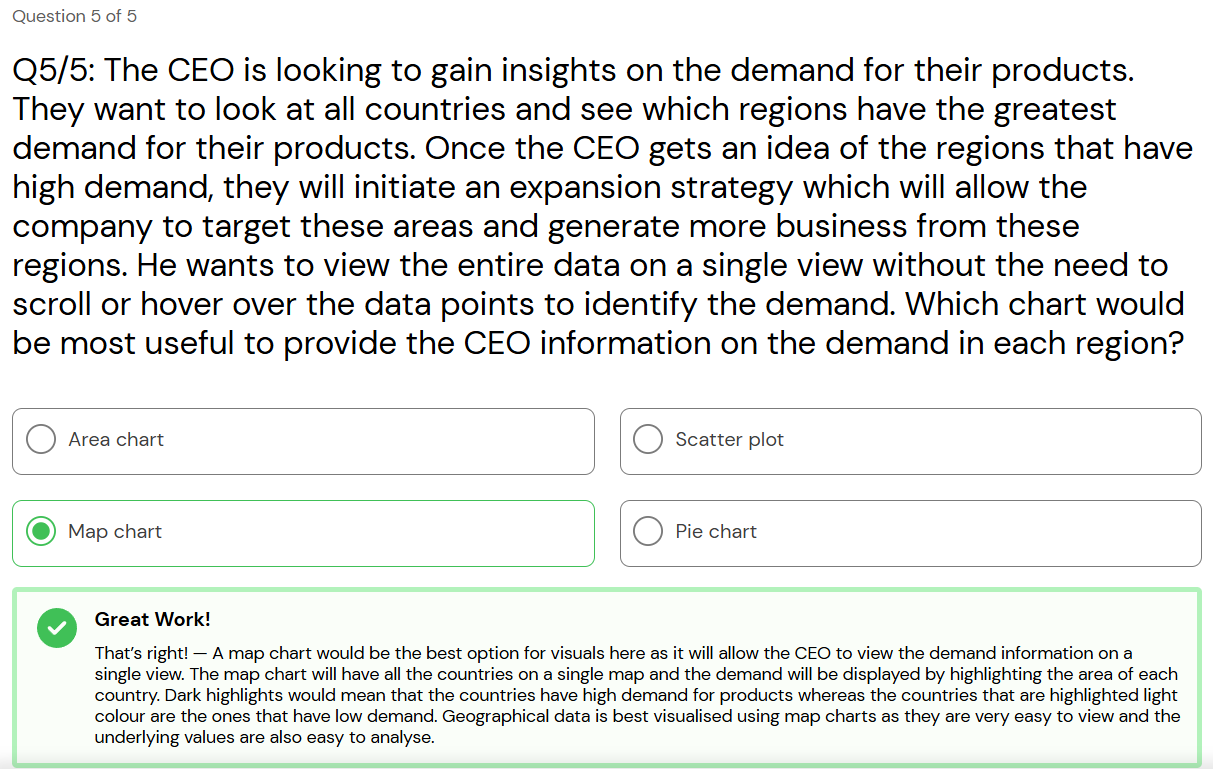 Question 5 of 5
Q5/5: The CEO is looking to gain insights on the demand for their products.
They want to look at all countries and see which regions have the greatest
demand for their products. Once the CEO gets an idea of the regions that have
high demand, they will initiate an expansion strategy which will allow the
company to target these areas and generate more business from these
regions. He wants to view the entire data on a single view without the need to
scroll or hover over the data points to identify the demand. Which chart would
be most useful to provide the CEO information on the demand in each region?
Area chart
Scatter plot
Map chart
Pie chart
Great Work!
That’s right! — A map chart would be the best option for visuals here as it will allow the CEO to view the demand information on a
single view. The map chart will have all the countries on a single map and the demand will be displayed by highlighting the area of each
country. Dark highlights would mean that the countries have high demand for products whereas the countries that are highlighted light
colour are the ones that have low demand. Geographical data is best visualised using map charts as they are very easy to view and the
underlying values are also easy to analyse.